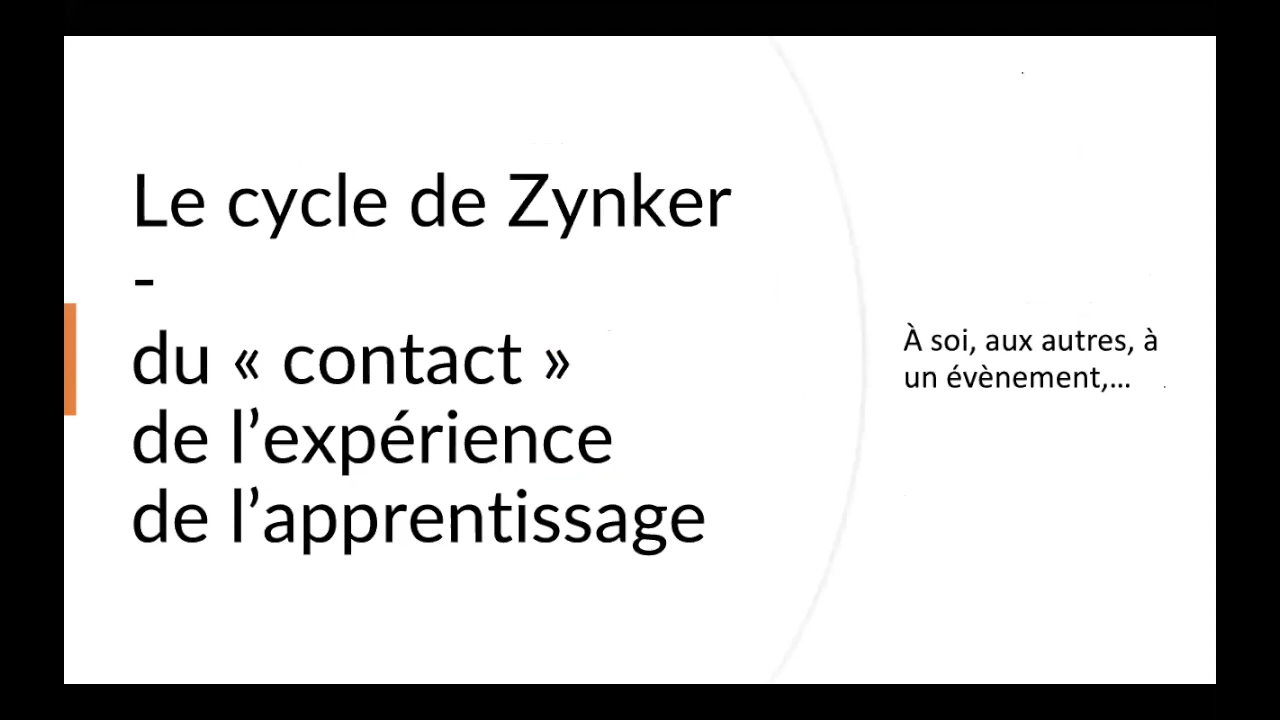 Le cycle de Zynker
-
du « contact »
de l’expérience
de l’apprentissage
À soi, aux autres, à
un évènement,...